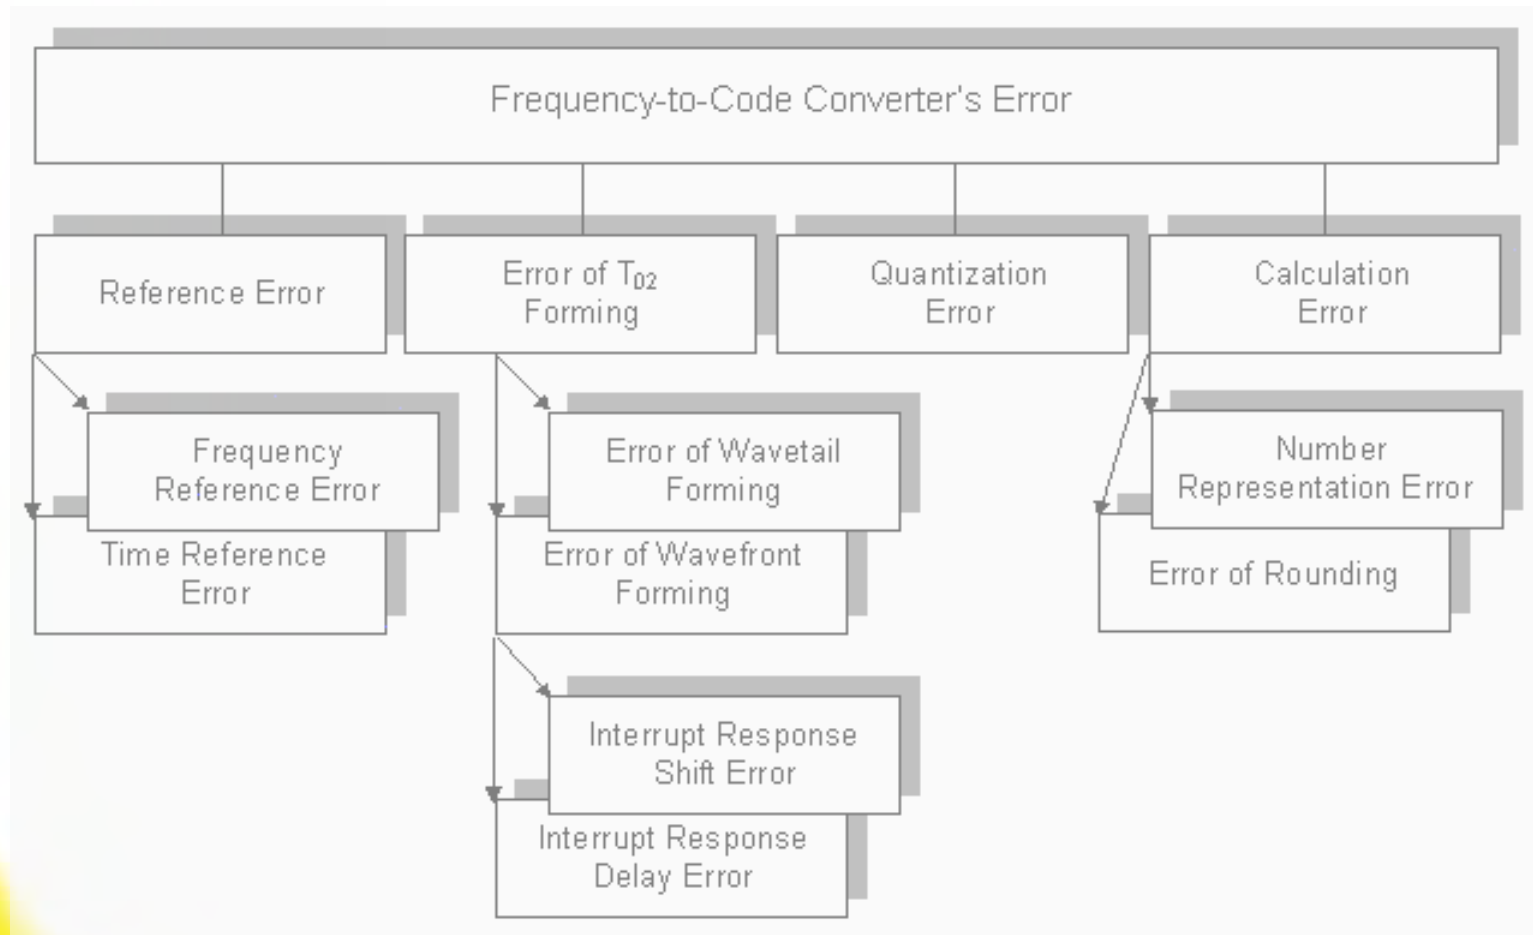 Frequency-to-Code Converter's Error
Reference Error
Error of T02
Forming
Quantization
Error
Calculation
Error
Frequency
Reference Error
Time Reference
Error
Error of Wavetail
Forming
Error of Wavefront
Forming
Number
Representation Error
Error of Rounding
Interrupt Response
Shift Error
Interrupt Response
Delay Error